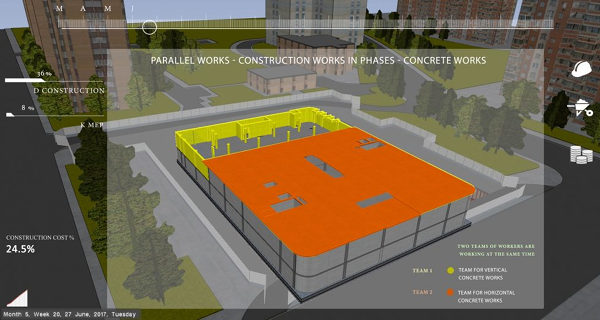 M A M J
PARALLEL WORKS - CONSTRUCTION WORKS IN PHASES - CONCRETE WORKS
36 %
D CONSTRUCTION
8 %
K MEP
CONSTRUCTION COST %
24.5%
TWO TEAMS OF WORKERS ARE
WORKING AT THE SAME TIME
TEAM 1 TEAM FOR VERTICAL
CONCRETE WORKS
TEAM 2 TEAM FOR HORIZONTAL
CONCRETE WORKS
Month 5, Week 20, 27 June, 2017, Tuesday